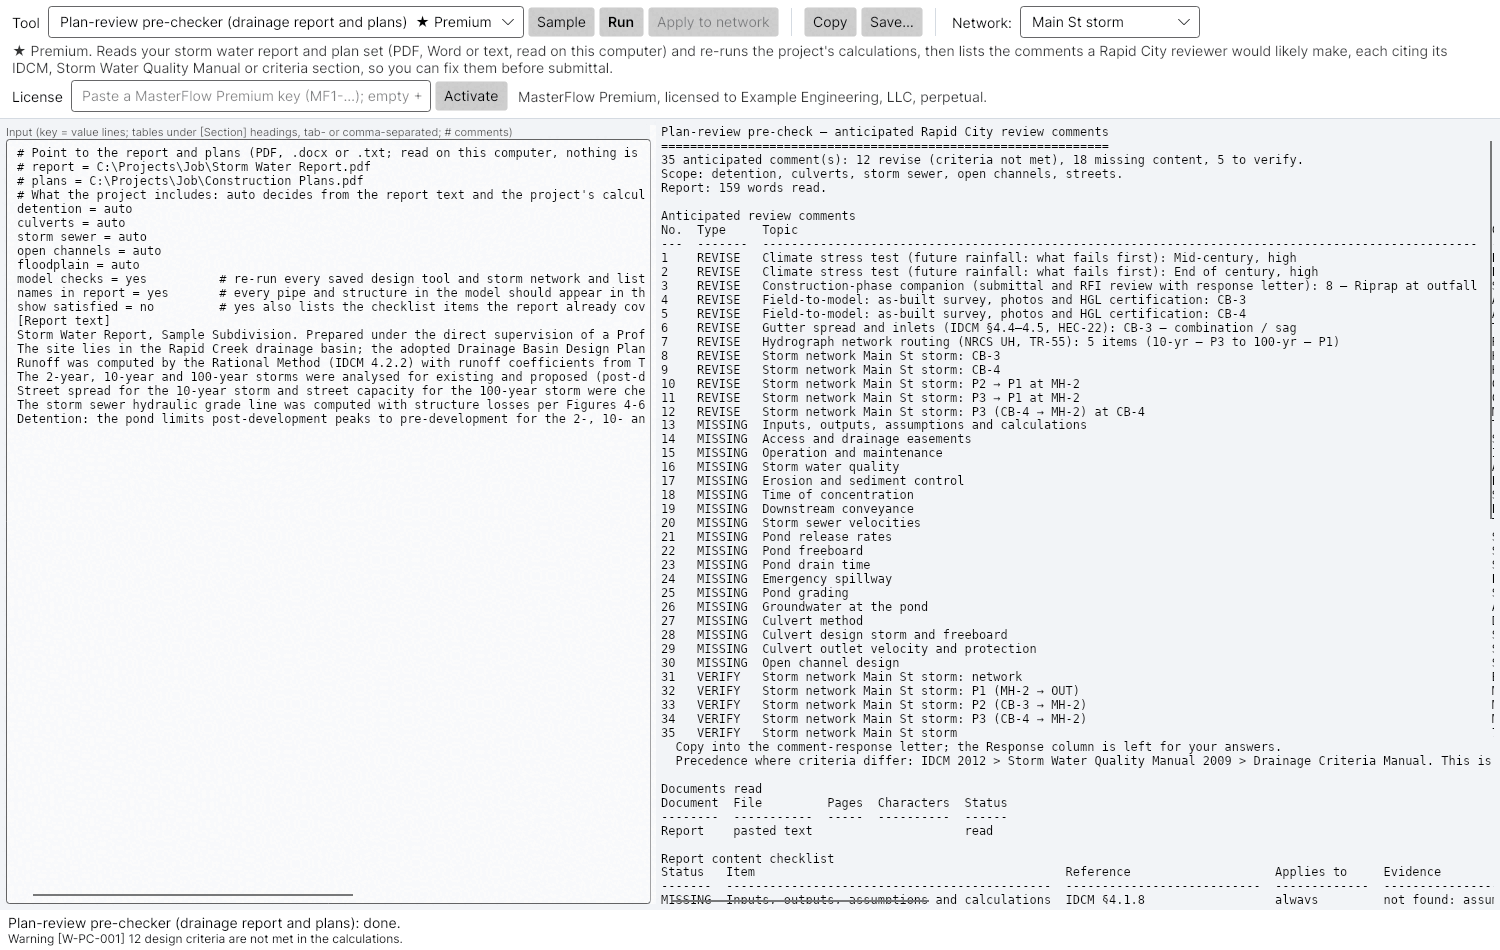 Tool Plan-review pre-checker (drainage report and plans) ★ Premium Sample Run Apply to network Copy Save... Network: Main St storm
★ Premium. Reads your storm water report and plan set (PDF, Word or text, read on this computer) and re-runs the project's calculations, then lists the comments a Rapid City reviewer would likely make, each citing its
IDCM, Storm Water Quality Manual or criteria section, so you can fix them before submittal.
License Paste a MasterFlow Premium key (MF1-...); empty + Activate MasterFlow Premium, licensed to Example Engineering, LLC, perpetual.
Input (key = value lines; tables under [Section] headings, tab- or comma-separated; # comments)
# Point to the report and plans (PDF, .docx or .txt; read on this computer, nothing is
# report = C:\Projects\Job\Storm Water Report.pdf
# plans = C:\Projects\Job\Construction Plans.pdf
# What the project includes: auto decides from the report text and the project's calcul
detention = auto
culverts = auto
storm sewer = auto
open channels = auto
floodplain = auto
model checks = yes # re-run every saved design tool and storm network and list
names in report = yes # every pipe and structure in the model should appear in th
show satisfied = no # yes also lists the checklist items the report already cov
[Report text]
Storm Water Report, Sample Subdivision. Prepared under the direct supervision of a Prof
The site lies in the Rapid Creek drainage basin; the adopted Drainage Basin Design Plan
Runoff was computed by the Rational Method (IDCM 4.2.2) with runoff coefficients from T
The 2-year, 10-year and 100-year storms were analysed for existing and proposed (post-d
Street spread for the 10-year storm and street capacity for the 100-year storm were che
The storm sewer hydraulic grade line was computed with structure losses per Figures 4-6
Detention: the pond limits post-development peaks to pre-development for the 2-, 10- an
Plan-review pre-check — anticipated Rapid City review comments
==============================================================
35 anticipated comment(s): 12 revise (criteria not met), 18 missing content, 5 to verify.
Scope: detention, culverts, storm sewer, open channels, streets.
Report: 159 words read.
Anticipated review comments
No. Type Topic
--- ------- ---------------------------------------------------------------------------------------------------
1 REVISE Climate stress test (future rainfall: what fails first): Mid-century, high
2 REVISE Climate stress test (future rainfall: what fails first): End of century, high
3 REVISE Construction-phase companion (submittal and RFI review with response letter): 8 — Riprap at outfall
4 REVISE Field-to-model: as-built survey, photos and HGL certification: CB-3
5 REVISE Field-to-model: as-built survey, photos and HGL certification: CB-4
6 REVISE Gutter spread and inlets (IDCM §4.4–4.5, HEC-22): CB-3 — combination / sag
7 REVISE Hydrograph network routing (NRCS UH, TR-55): 5 items (10-yr — P3 to 100-yr — P1)
8 REVISE Storm network Main St storm: CB-3
9 REVISE Storm network Main St storm: CB-4
10 REVISE Storm network Main St storm: P2 → P1 at MH-2
11 REVISE Storm network Main St storm: P3 → P1 at MH-2
12 REVISE Storm network Main St storm: P3 (CB-4 → MH-2) at CB-4
13 MISSING Inputs, outputs, assumptions and calculations
14 MISSING Access and drainage easements
15 MISSING Operation and maintenance
16 MISSING Storm water quality
17 MISSING Erosion and sediment control
18 MISSING Time of concentration
19 MISSING Downstream conveyance
20 MISSING Storm sewer velocities
21 MISSING Pond release rates
22 MISSING Pond freeboard
23 MISSING Pond drain time
24 MISSING Emergency spillway
25 MISSING Pond grading
26 MISSING Groundwater at the pond
27 MISSING Culvert method
28 MISSING Culvert design storm and freeboard
29 MISSING Culvert outlet velocity and protection
30 MISSING Open channel design
31 VERIFY Storm network Main St storm: network
32 VERIFY Storm network Main St storm: P1 (MH-2 → OUT)
33 VERIFY Storm network Main St storm: P2 (CB-3 → MH-2)
34 VERIFY Storm network Main St storm: P3 (CB-4 → MH-2)
35 VERIFY Storm network Main St storm
Copy into the comment-response letter; the Response column is left for your answers.
Precedence where criteria differ: IDCM 2012 > Storm Water Quality Manual 2009 > Drainage Criteria Manual. This is
Documents read
Document File Pages Characters Status
-------- ----------- ----- ---------- ------
Report pasted text read
Report content checklist
Status Item Reference Applies to Evidence
------- --------------------------------------------- --------------------------- ------------- ---------------
MISSING Inputs, outputs, assumptions and calculations IDCM §4.1.8 always not found: assum
Plan-review pre-checker (drainage report and plans): done.
Warning [W-PC-001] 12 design criteria are not met in the calculations.